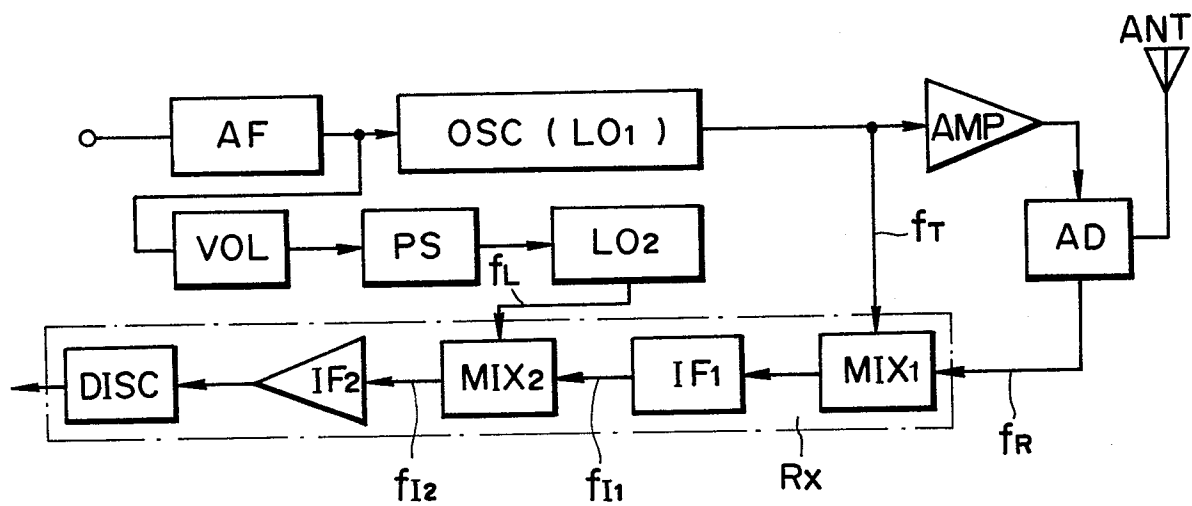 ANT
AF
OSC (LO1)
AMP
VOL
PS
LO2
fT
AD
fL
DISC
IF2
MIX2
IF1
MIX1
fI2
fI1
Rx
fR